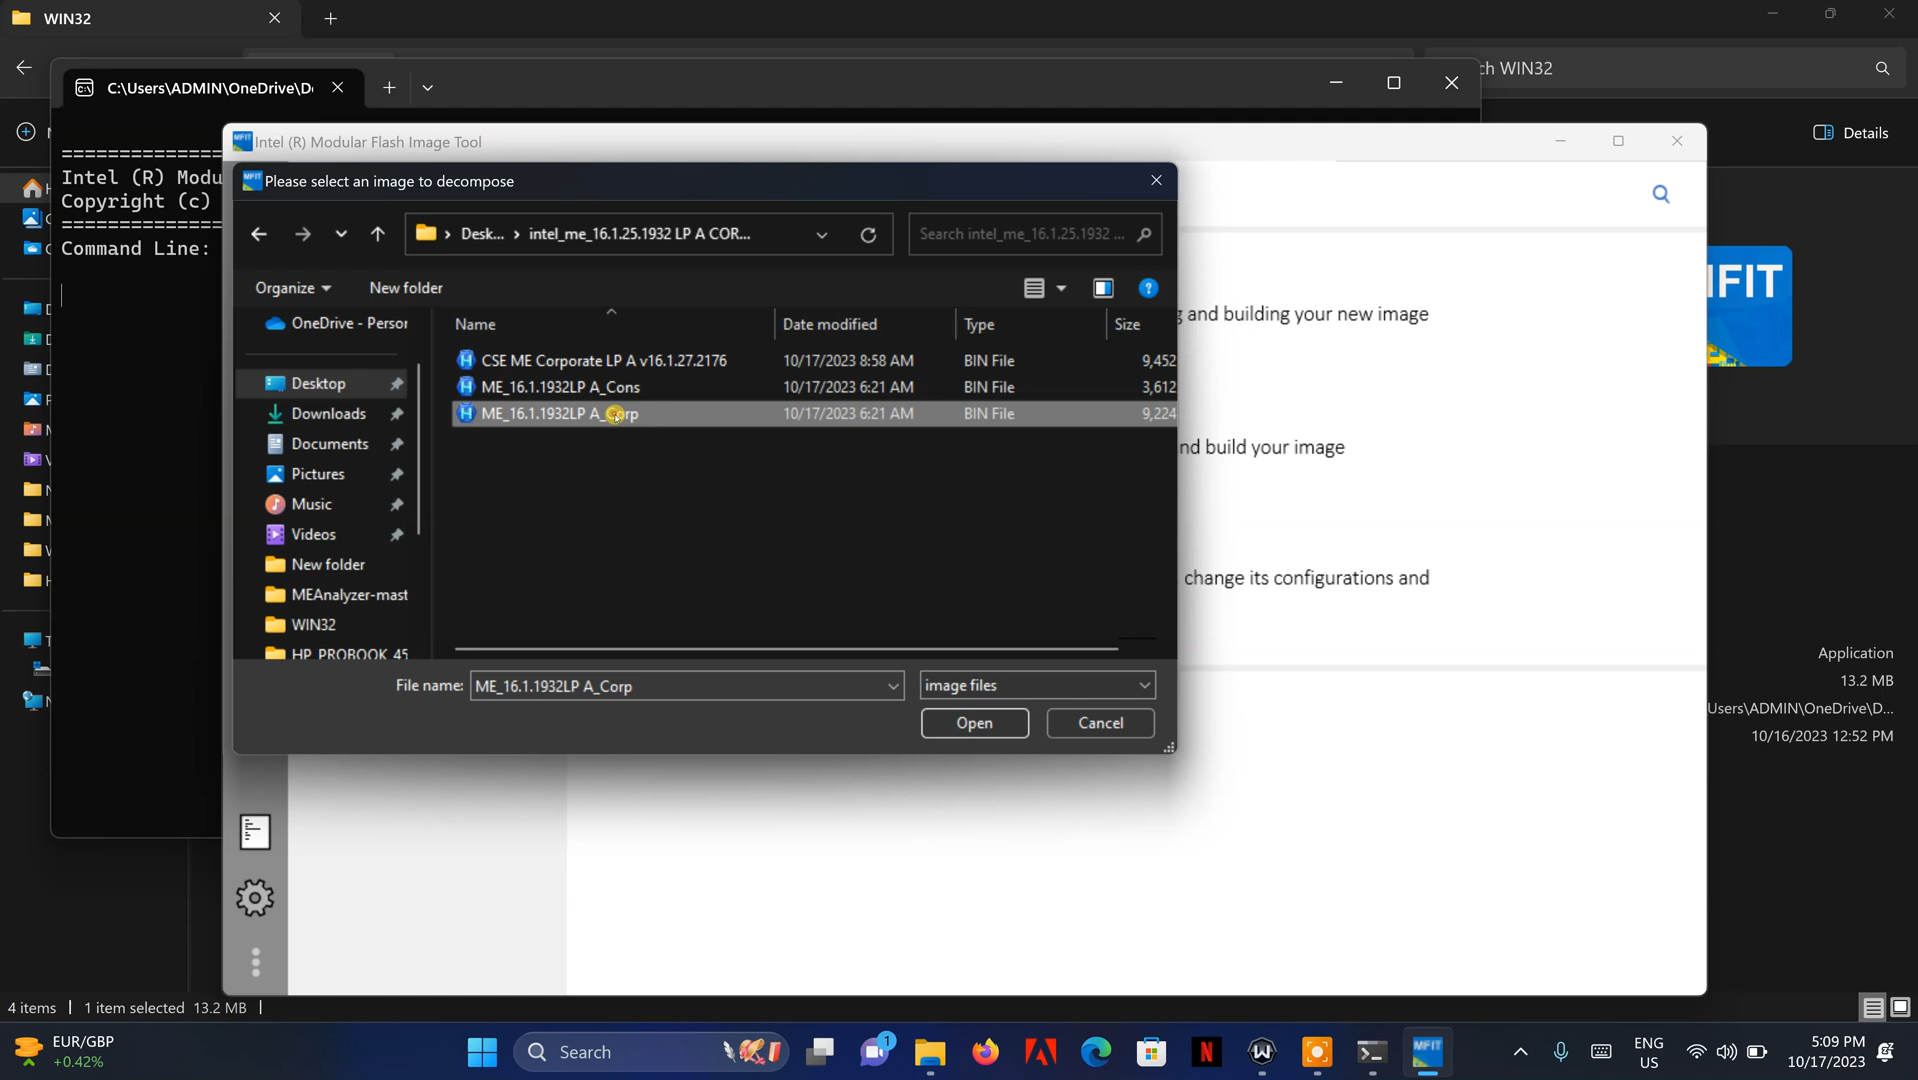 WIN32
ch WIN32
C:\Users\ADMIN\OneDrive\D
Details
Intel (R) Modular Flash Image Tool
Intel (R) Modu
Copyright (c)
Command Line:
Please select an image to decompose
Desk... > intel_me_16.1.25.1932 LP A COR...
Search intel_me_16.1.25.1932 ...
Organize
New folder
OneDrive - Persor
Name
Date modified
Type
Size
CSE ME Corporate LP A v16.1.27.2176
10/17/2023 8:58 AM
BIN File
9,452
ME_16.1.1932LP A_Cons
10/17/2023 6:21 AM
BIN File
3,612
ME_16.1.1932LP A_Corp
10/17/2023 6:21 AM
BIN File
9,224
Desktop
Downloads
Documents
Pictures
Music
Videos
New folder
MEAnalyzer-mast
WIN32
HP PROBOOK 45
File name:
ME_16.1.1932LP A_Corp
image files
Open
Cancel
g and building your new image
nd build your image
change its configurations and
MFIT
Application
13.2 MB
Users\ADMIN\OneDrive\D...
10/16/2023 12:52 PM
4 items
1 item selected 13.2 MB
EUR/GBP
+0.42%
Search
1
MFIT
ENG
US
5:09 PM
10/17/2023